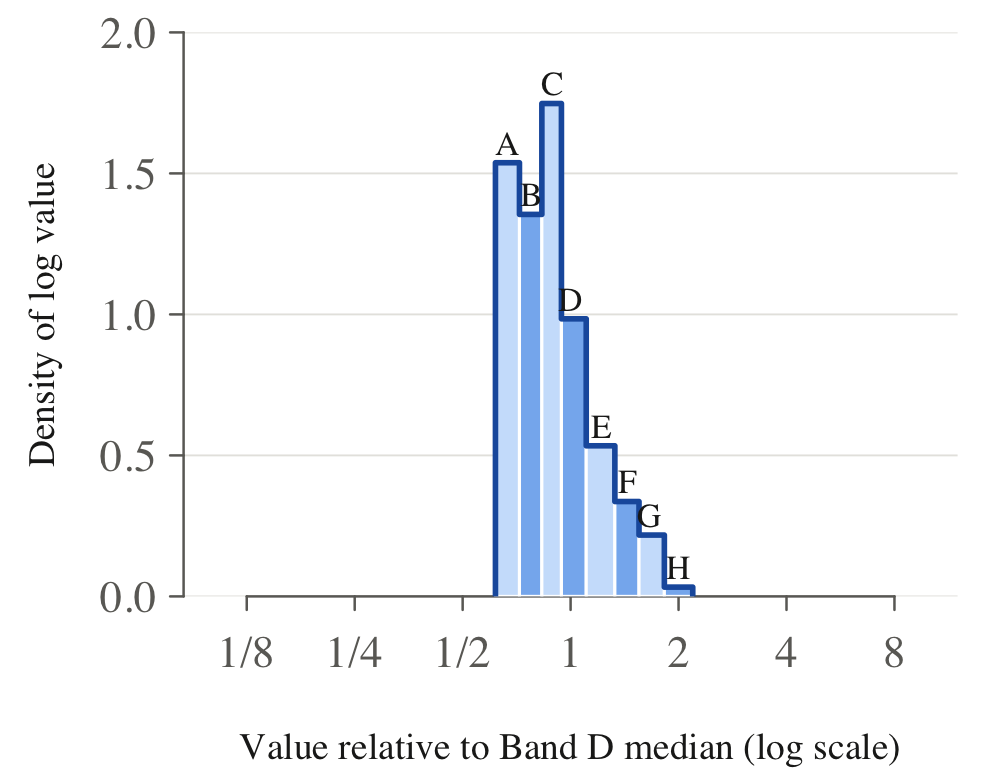 2.0
C
A
1.5
B
D
1.0
E
0.5
F
G
H
0.0
1/8 1/4 1/2 1 2 4 8
Density of log value
Value relative to Band D median (log scale)